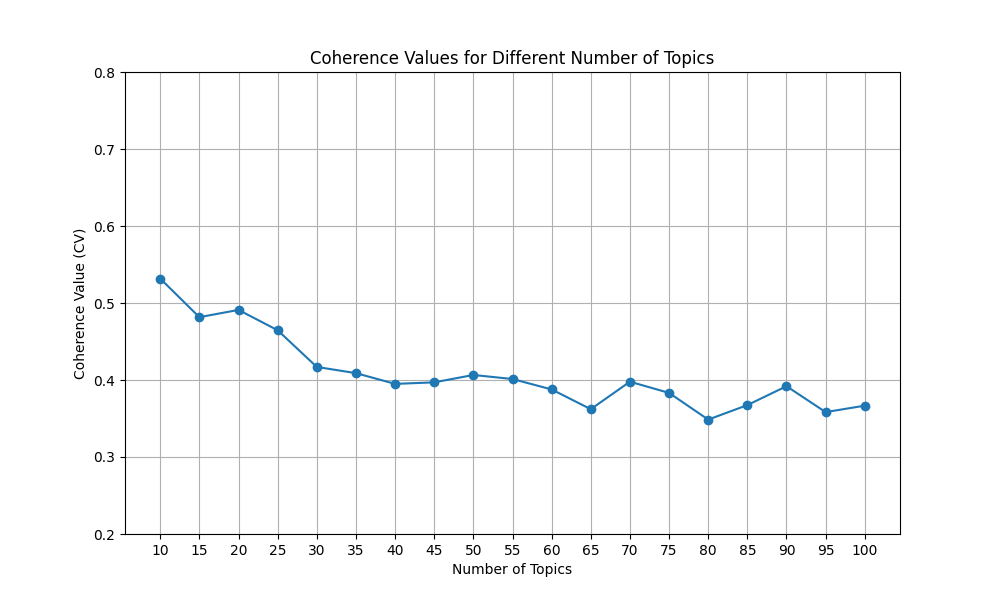 Coherence Values for Different Number of Topics
Coherence Value (CV)
0.8
0.7
0.6
0.5
0.4
0.3
0.2
10 15 20 25 30 35 40 45 50 55 60 65 70 75 80 85 90 95 100
Number of Topics